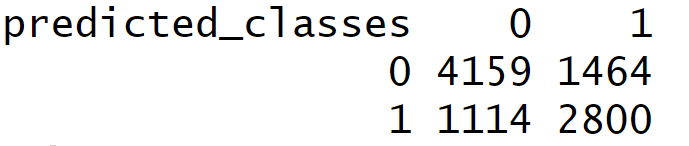 predicted_classes 0 1
0 4159 1464
1 1114 2800